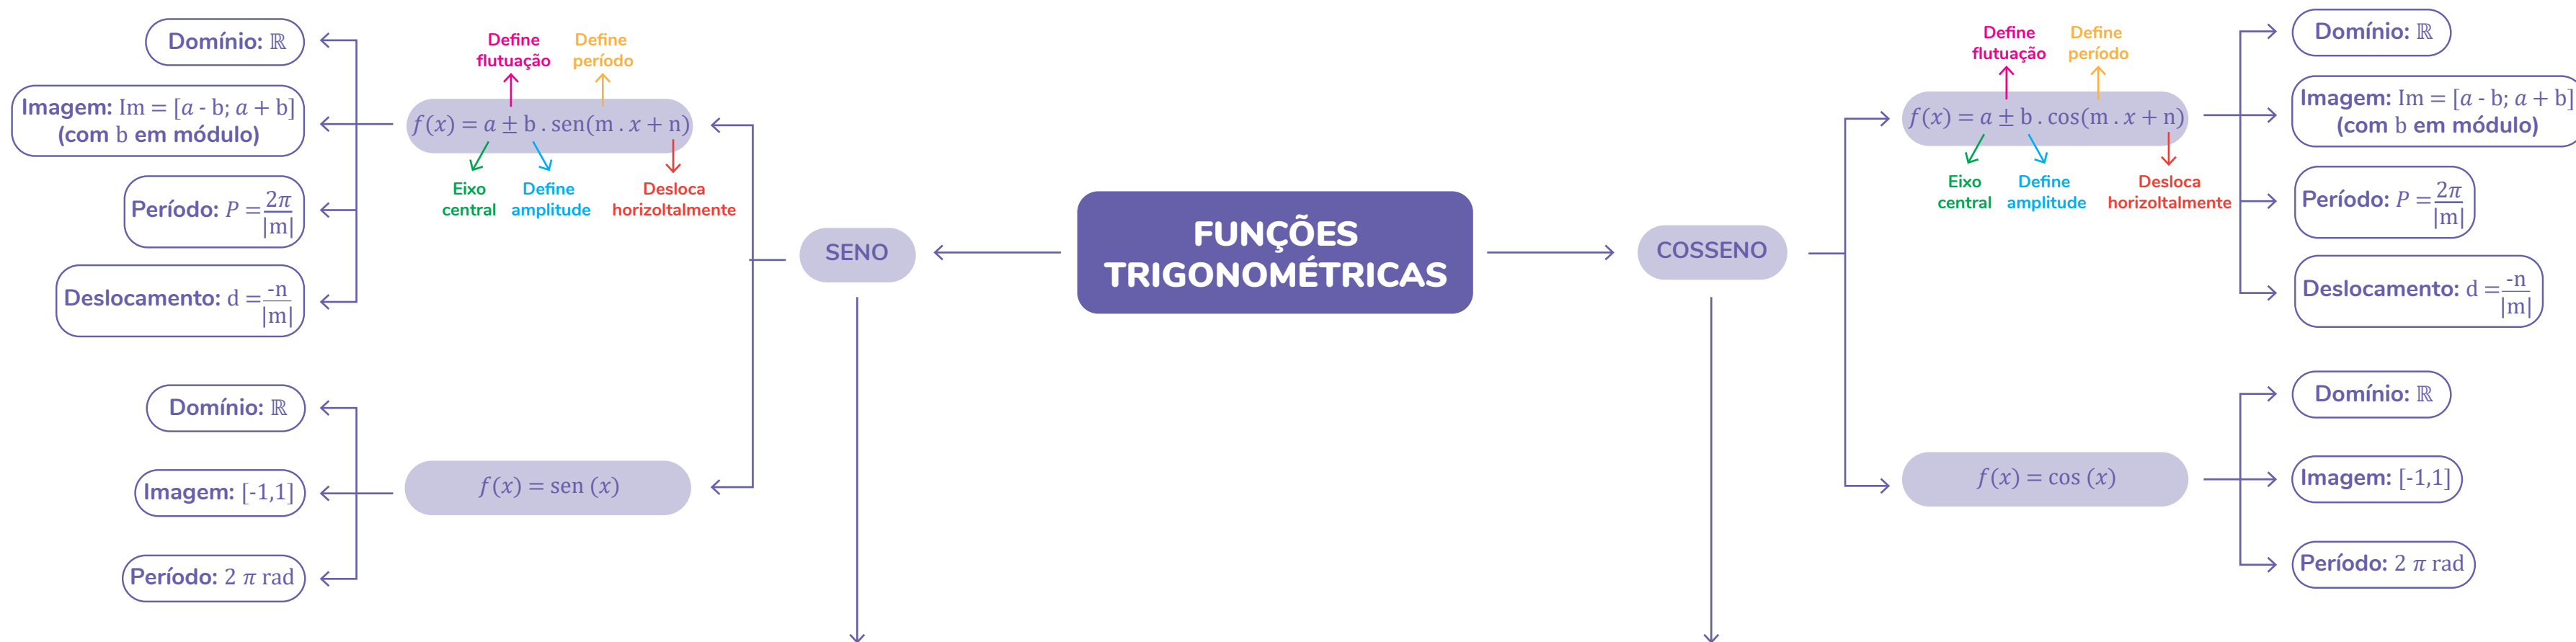 FUNÇÕES
TRIGONOMÉTRICAS
SENO
Define
flutuação
Define
período
f(x) = a ± b . sen(m . x + n)
Eixo
central
Define
amplitude
Desloca
horizoltalmente
Domínio: ℝ
Imagem: Im = [a - b; a + b]
(com b em módulo)
Período: P = 2π/|m|
Deslocamento: d = -n/|m|
f(x) = sen (x)
Domínio: ℝ
Imagem: [-1,1]
Período: 2 π rad
COSSENO
Define
flutuação
Define
período
f(x) = a ± b . cos(m . x + n)
Eixo
central
Define
amplitude
Desloca
horizoltalmente
Domínio: ℝ
Imagem: Im = [a - b; a + b]
(com b em módulo)
Período: P = 2π/|m|
Deslocamento: d = -n/|m|
f(x) = cos (x)
Domínio: ℝ
Imagem: [-1,1]
Período: 2 π rad